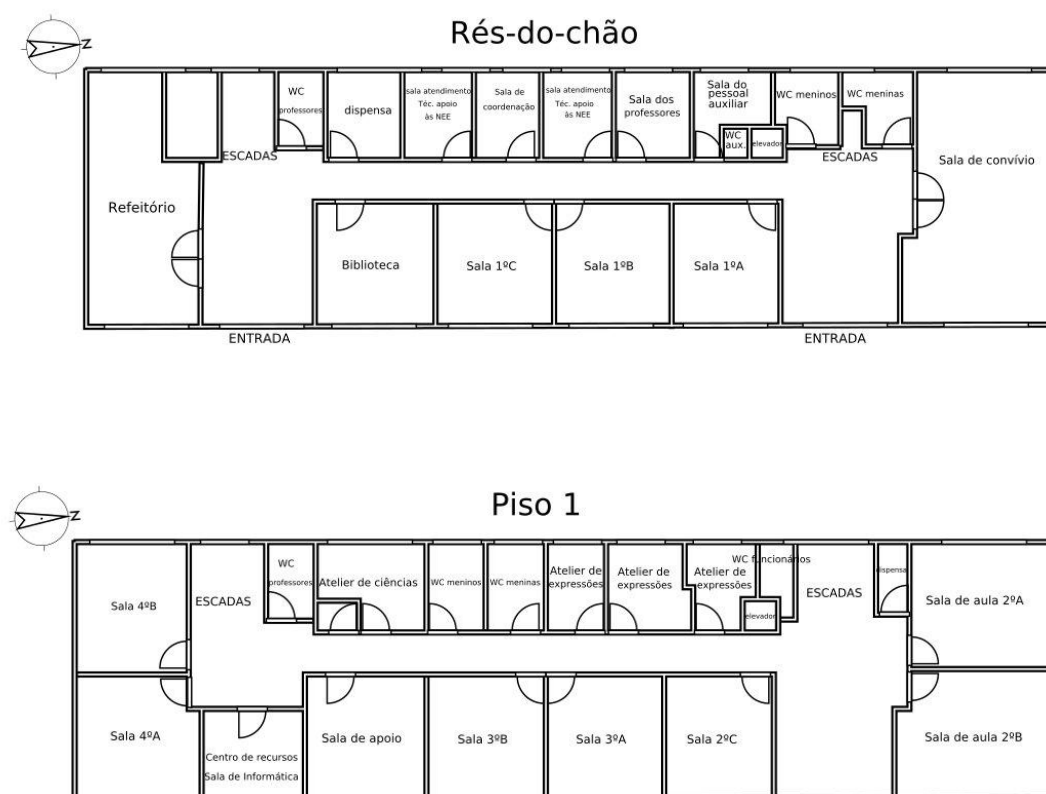 Rés-do-chão
Z
WC
professores
dispensa
sala atendimento
Téc. apoio
às NEE
Sala de
coordenação
sala atendimento
Téc. apoio
às NEE
Sala dos
professores
Sala do
pessoal
auxiliar
WC
aux.
elevador
WC meninos
WC meninas
ESCADAS
ESCADAS
Sala de convívio
Refeitório
Biblioteca
Sala 1ºC
Sala 1ºB
Sala 1ºA
ENTRADA
ENTRADA
Piso 1
Z
Sala 4ºB
ESCADAS
WC
professores
Atelier de ciências
WC meninos
WC meninas
Atelier de
expressões
Atelier de
expressões
Atelier de
expressões
WC funcionários
elevador
ESCADAS
dispensa
Sala de aula 2ºA
Sala 4ºA
Centro de recursos
Sala de Informática
Sala de apoio
Sala 3ºB
Sala 3ºA
Sala 2ºC
Sala de aula 2ºB